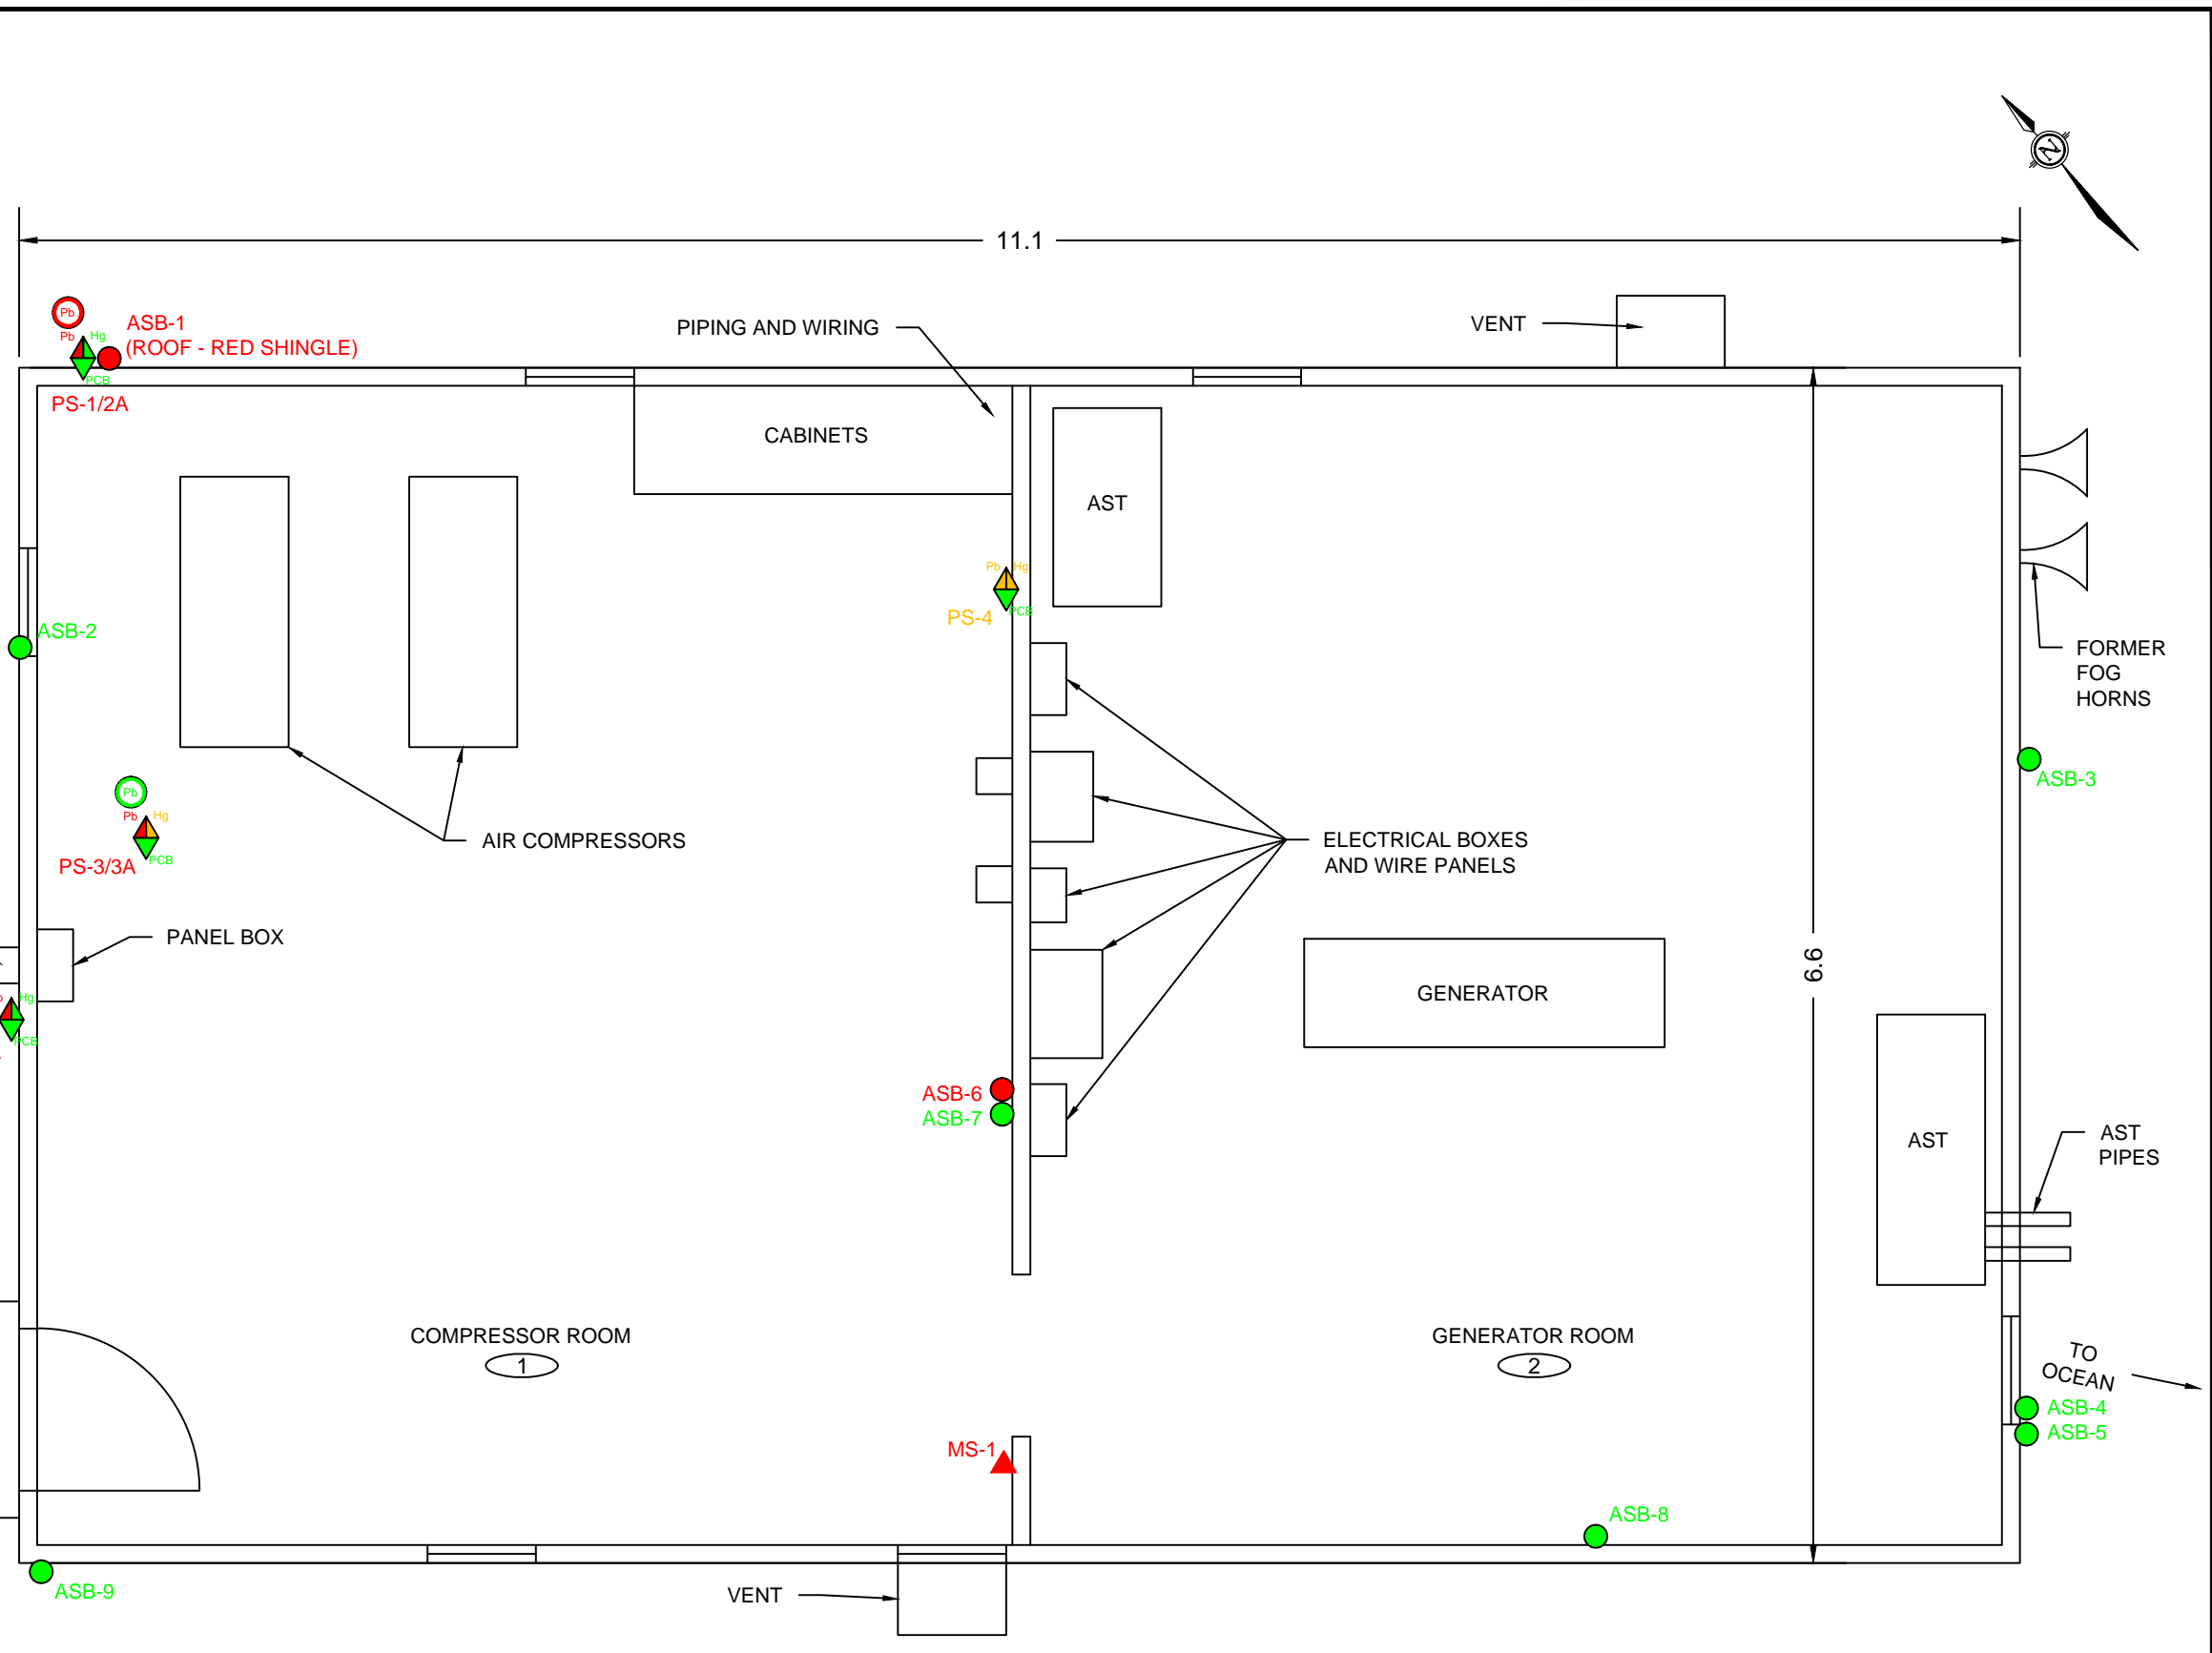 N
11.1
Pb
ASB-1
(ROOF - RED SHINGLE)
Pb Hg
PCB
PS-1/2A
PIPING AND WIRING
VENT
CABINETS
AST
Pb Hg
PCB
PS-4
ASB-2
FORMER
FOG
HORNS
ASB-3
Pb
Pb Hg
PCB
PS-3/3A
AIR COMPRESSORS
ELECTRICAL BOXES
AND WIRE PANELS
PANEL BOX
6.6
GENERATOR
Hg
PCB
ASB-6
ASB-7
AST
AST
PIPES
COMPRESSOR ROOM
1
GENERATOR ROOM
2
TO
OCEAN
ASB-4
ASB-5
MS-1
ASB-8
ASB-9
VENT